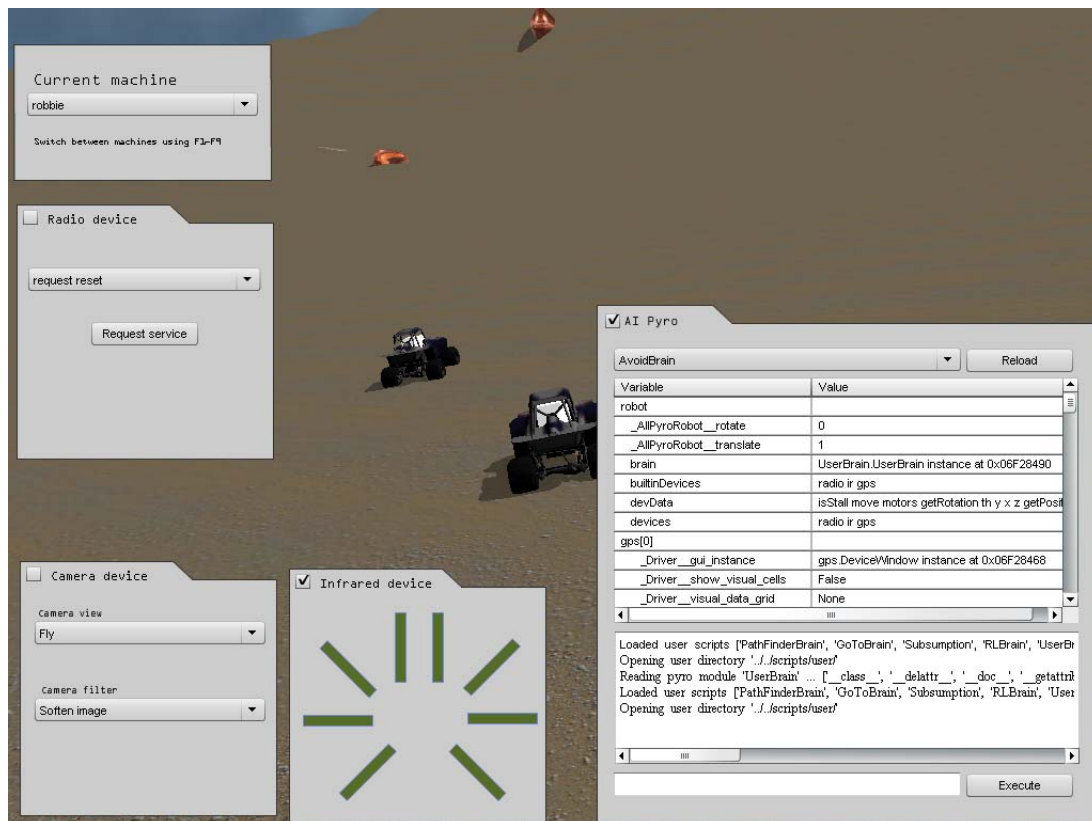 Current machine
robbie
Switch between machines using F1-F9
Radio device
request reset
Request service
AI Pyro
AvoidBrain
Reload
Variable Value
robot
_AIIPyroRobot__rotate 0
_AIIPyroRobot__translate 1
brain UserBrain.UserBrain instance at 0x06F28490
builtinDevices radio ir gps
devData isStall move motors getRotation th y x z getPosit
devices radio ir gps
gps[0]
_Driver__gui_instance gps.DeviceWindow instance at 0x06F28468
_Driver__show_visual_cells False
_Driver__visual_data_grid None
Loaded user scripts ['PathFinderBrain', 'GoToBrain', 'Subsumption', 'RLBrain', 'UserBr
Opening user directory '../../scripts/user/'
Reading pyro module 'UserBrain' ... ['__class__', '__delattr__', '__doc__', '__getattrit
Loaded user scripts ['PathFinderBrain', 'GoToBrain', 'Subsumption', 'RLBrain', 'User
Opening user directory '../../scripts/user/'
Execute
Camera device
Camera view
Fly
Camera filter
Soften image
Infrared device